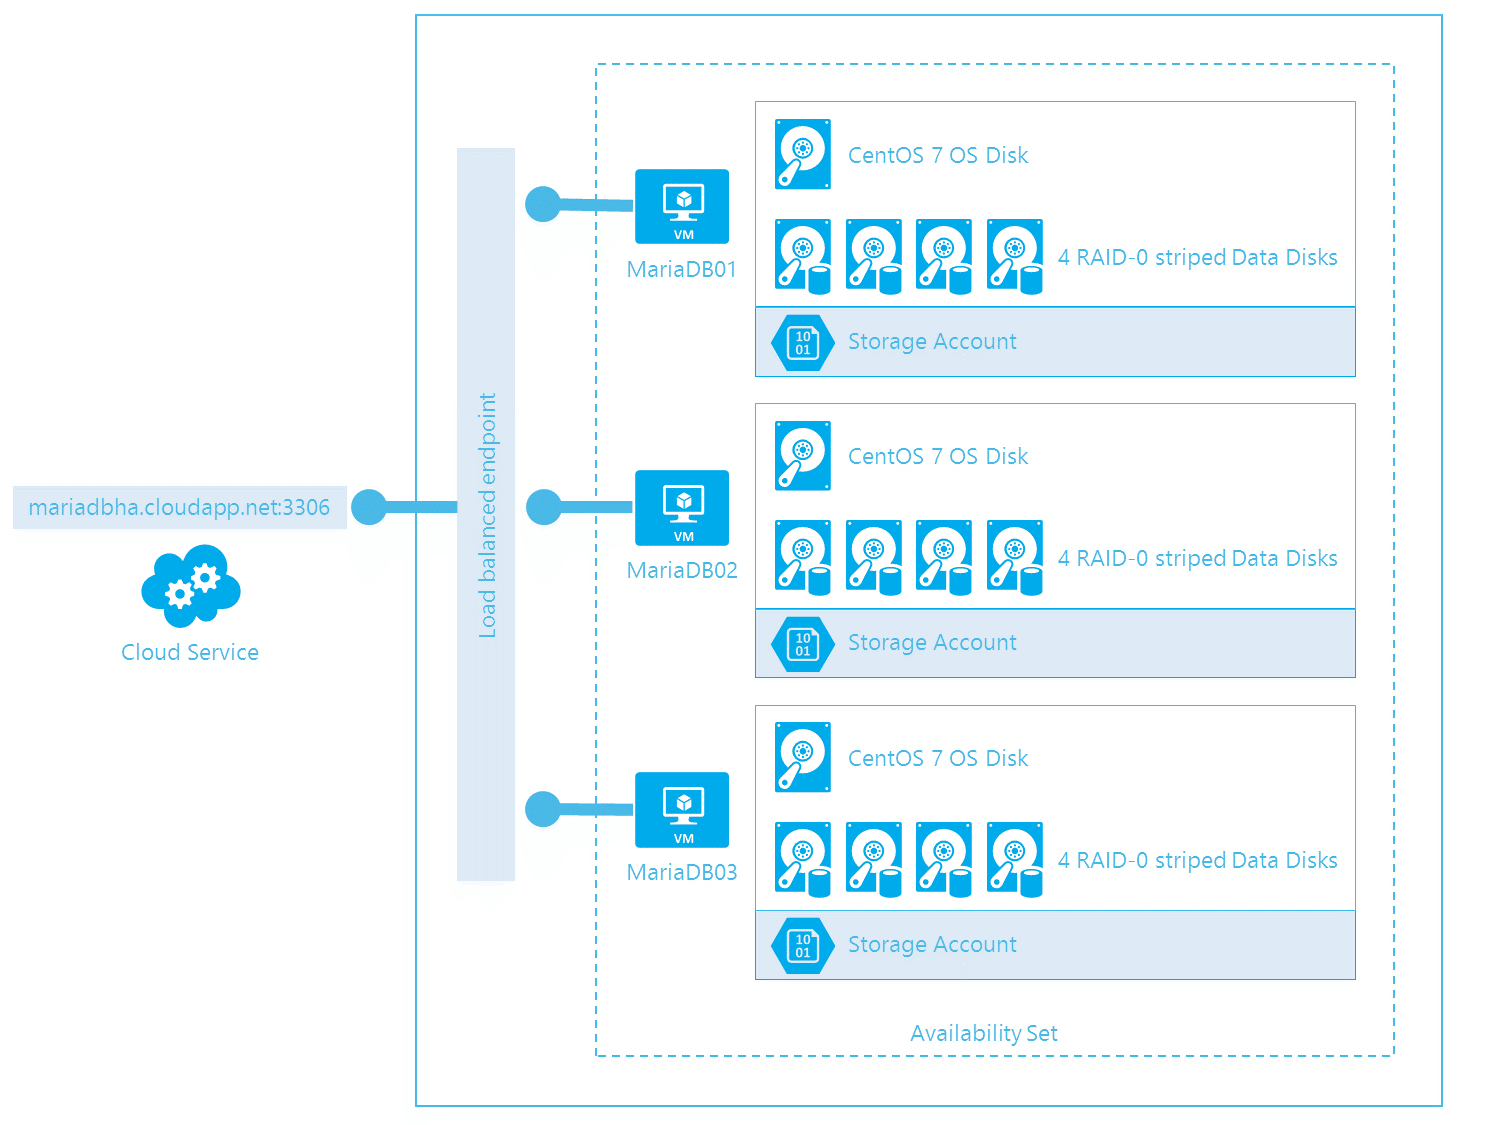 mariadbha.cloudapp.net:3306
Cloud Service
Load balanced endpoint
VM
MariaDB01
CentOS 7 OS Disk
4 RAID-0 striped Data Disks
10
01
Storage Account
VM
MariaDB02
CentOS 7 OS Disk
4 RAID-0 striped Data Disks
10
01
Storage Account
VM
MariaDB03
CentOS 7 OS Disk
4 RAID-0 striped Data Disks
10
01
Storage Account
Availability Set